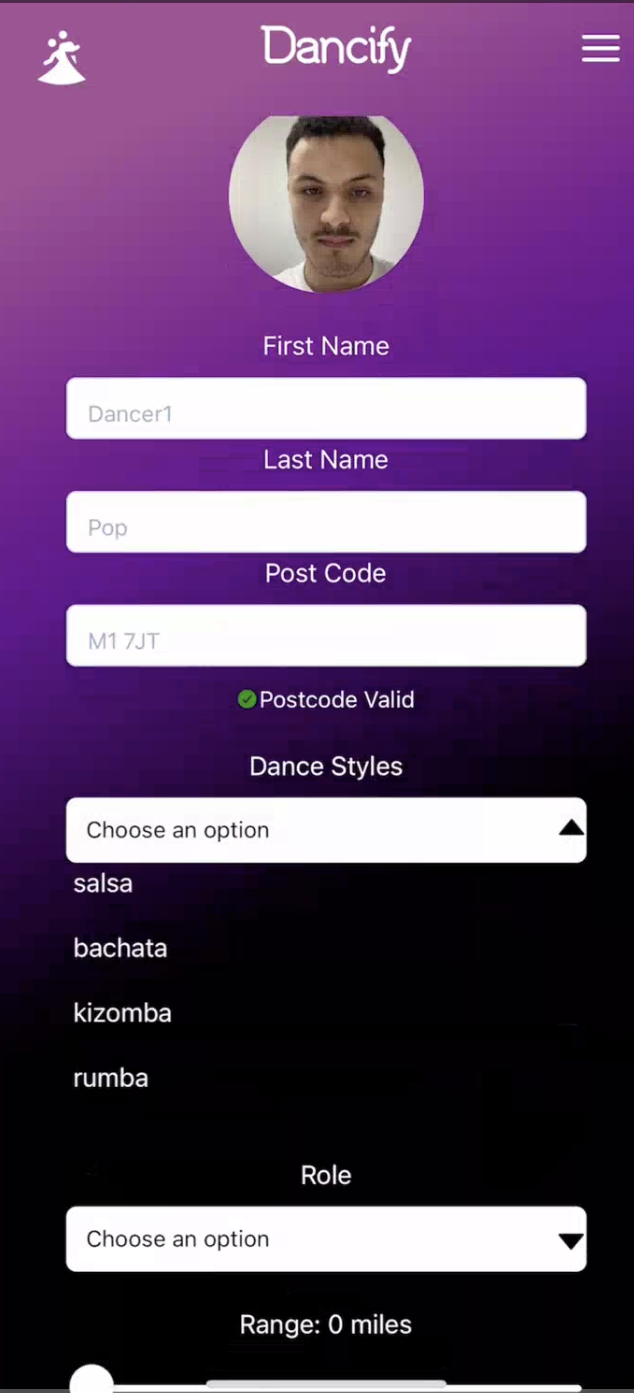 Dancify
First Name
Dancer1
Last Name
Pop
Post Code
M1 7JT
Postcode Valid
Dance Styles
Choose an option
salsa
bachata
kizomba
rumba
Role
Choose an option
Range: 0 miles